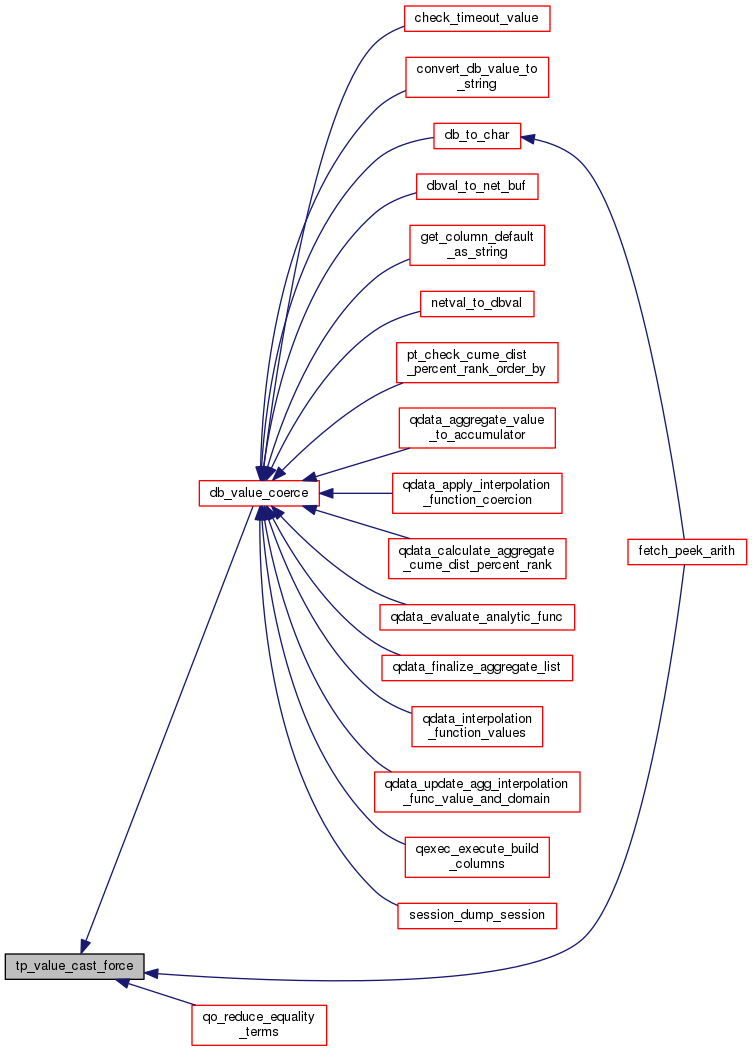 check_timeout_value
convert_db_value_to
_string
db_to_char
dbval_to_net_buf
get_column_default
_as_string
netval_to_dbval
pt_check_cume_dist
_percent_rank_order_by
qdata_aggregate_value
_to_accumulator
db_value_coerce
qdata_apply_interpolation
_function_coercion
qdata_calculate_aggregate
_cume_dist_percent_rank
fetch_peek_arith
qdata_evaluate_analytic_func
qdata_finalize_aggregate_list
qdata_interpolation
_function_values
qdata_update_agg_interpolation
_func_value_and_domain
qexec_execute_build
_columns
session_dump_session
tp_value_cast_force
qo_reduce_equality
_terms